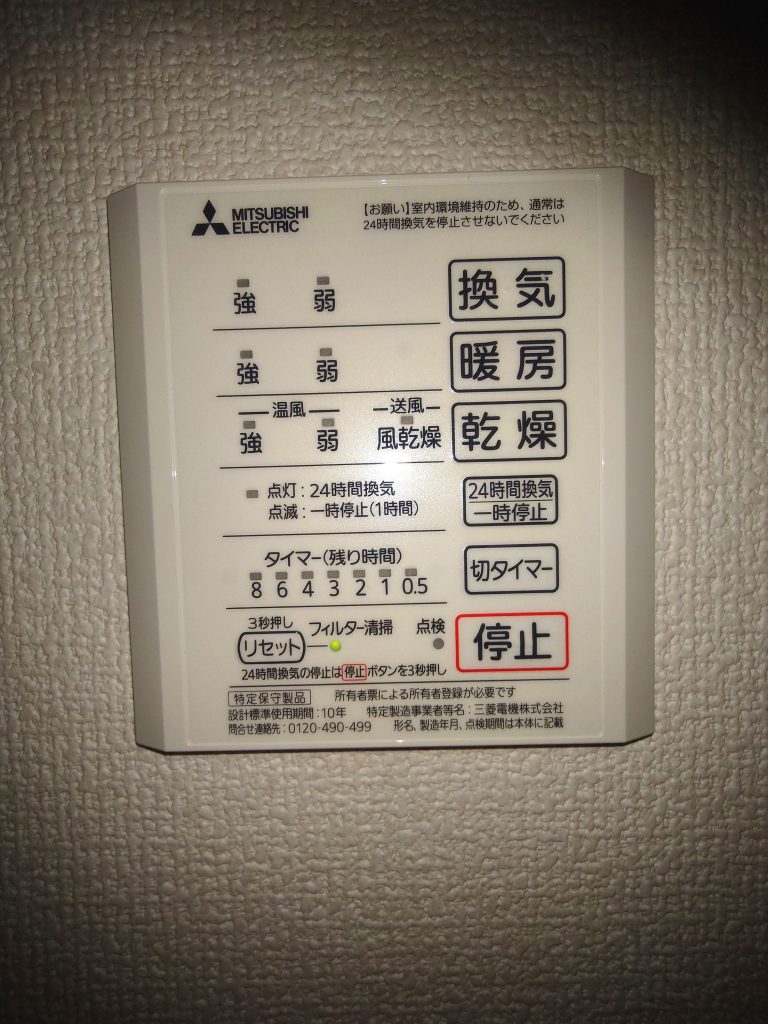 MITSUBISHI
ELECTRIC
【お願い】室内環境維持のため、通常は
24時間換気を停止させないでください
強 弱 換気
強 弱 暖房
温風 送風
強 弱 風乾燥 乾燥
点灯:24時間換気
点滅:一時停止(1時間)
24時間換気
一時停止
タイマー(残り時間)
8 6 4 3 2 1 0.5
切タイマー
3秒押し
リセット フィルター清掃 点検
停止
24時間換気の停止は停止ボタンを3秒押し
特定保守製品 所有者票による所有者登録が必要です
設計標準使用期間:10年 特定製造事業者等名:三菱電機株式会社
問合せ連絡先:0120-490-499 形名、製造年月、点検期間は本体に記載